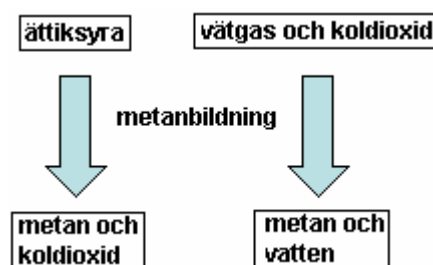 ättiksyra
vätgas och koldioxid
metanbildning
metan och
koldioxid
metan och
vatten